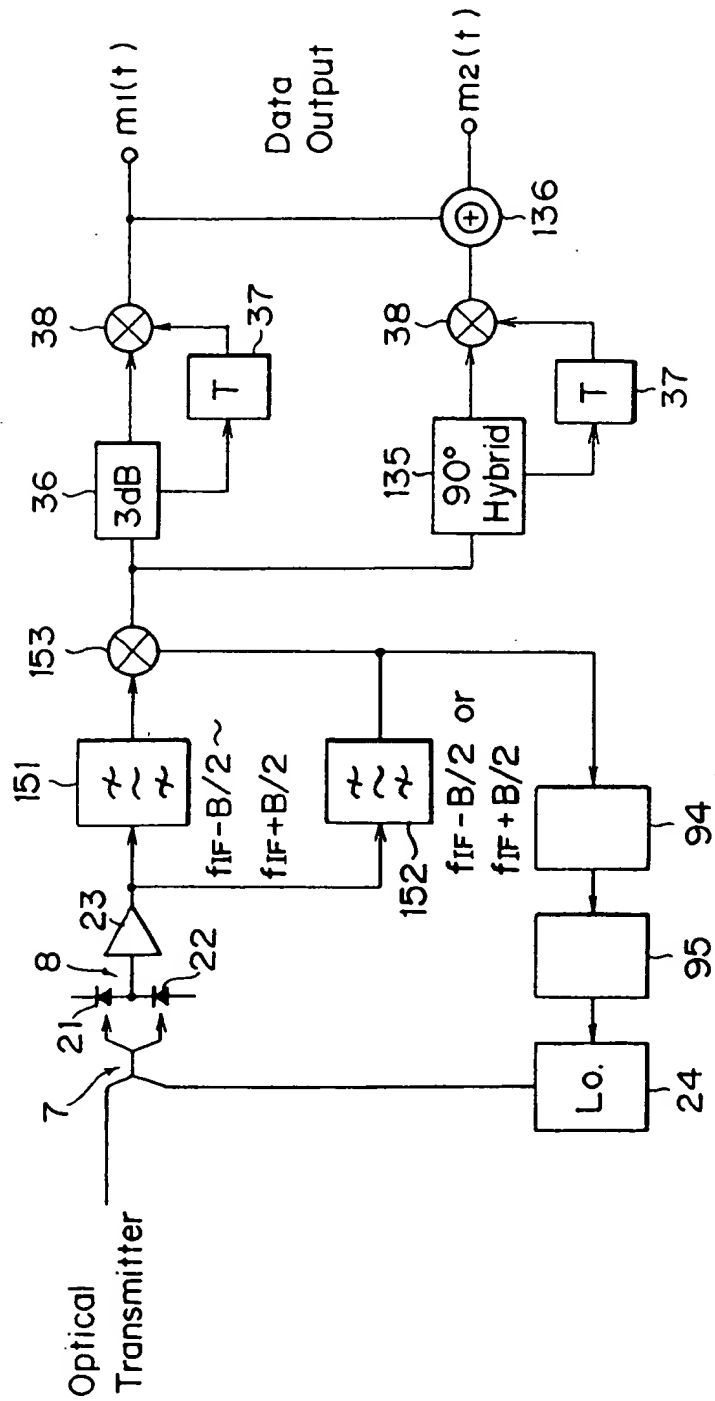 Optical
Transmitter
7
21
8
22
23
151
fIF-B/2~
fIF+B/2
152
fIF-B/2 or
fIF+B/2
153
36
3dB
38
T
37
m1(t)
Data
Output
135
90°
Hybrid
38
T
37
136
m2(t)
Lo.
24
95
94